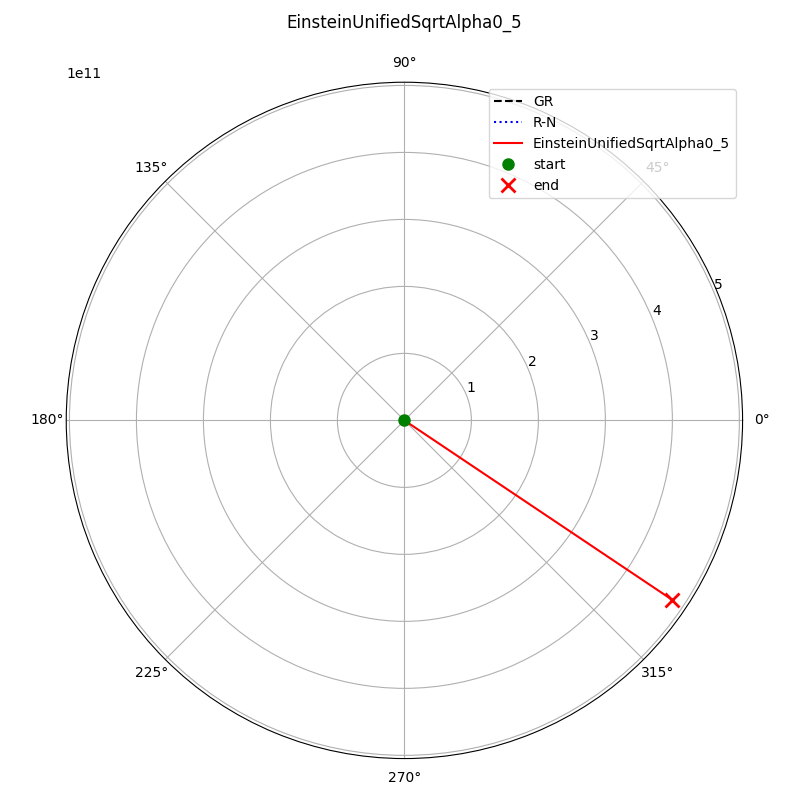 EinsteinUnifiedSqrtAlpha0_5
1e11
90°
GR
R-N
EinsteinUnifiedSqrtAlpha0_5
start
end
135°
45°
5
4
3
2
1
180°
0°
225°
315°
270°